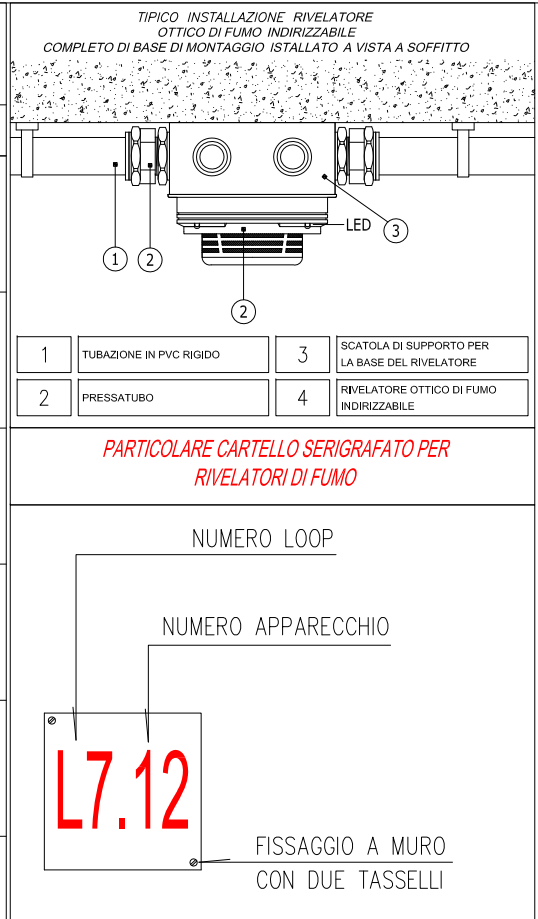 TIPICO INSTALLAZIONE RIVELATORE
OTTICO DI FUMO INDIRIZZABILE
COMPLETO DI BASE DI MONTAGGIO ISTALLATO A VISTA A SOFFITTO
LED
3
1
2
2
1
TUBAZIONE IN PVC RIGIDO
3
SCATOLA DI SUPPORTO PER
LA BASE DEL RIVELATORE
2
PRESSATUBO
4
RIVELATORE OTTICO DI FUMO
INDIRIZZABILE
PARTICOLARE CARTELLO SERIGRAFATO PER
RIVELATORI DI FUMO
NUMERO LOOP
NUMERO APPARECCHIO
L7.12
FISSAGGIO A MURO
CON DUE TASSELLI